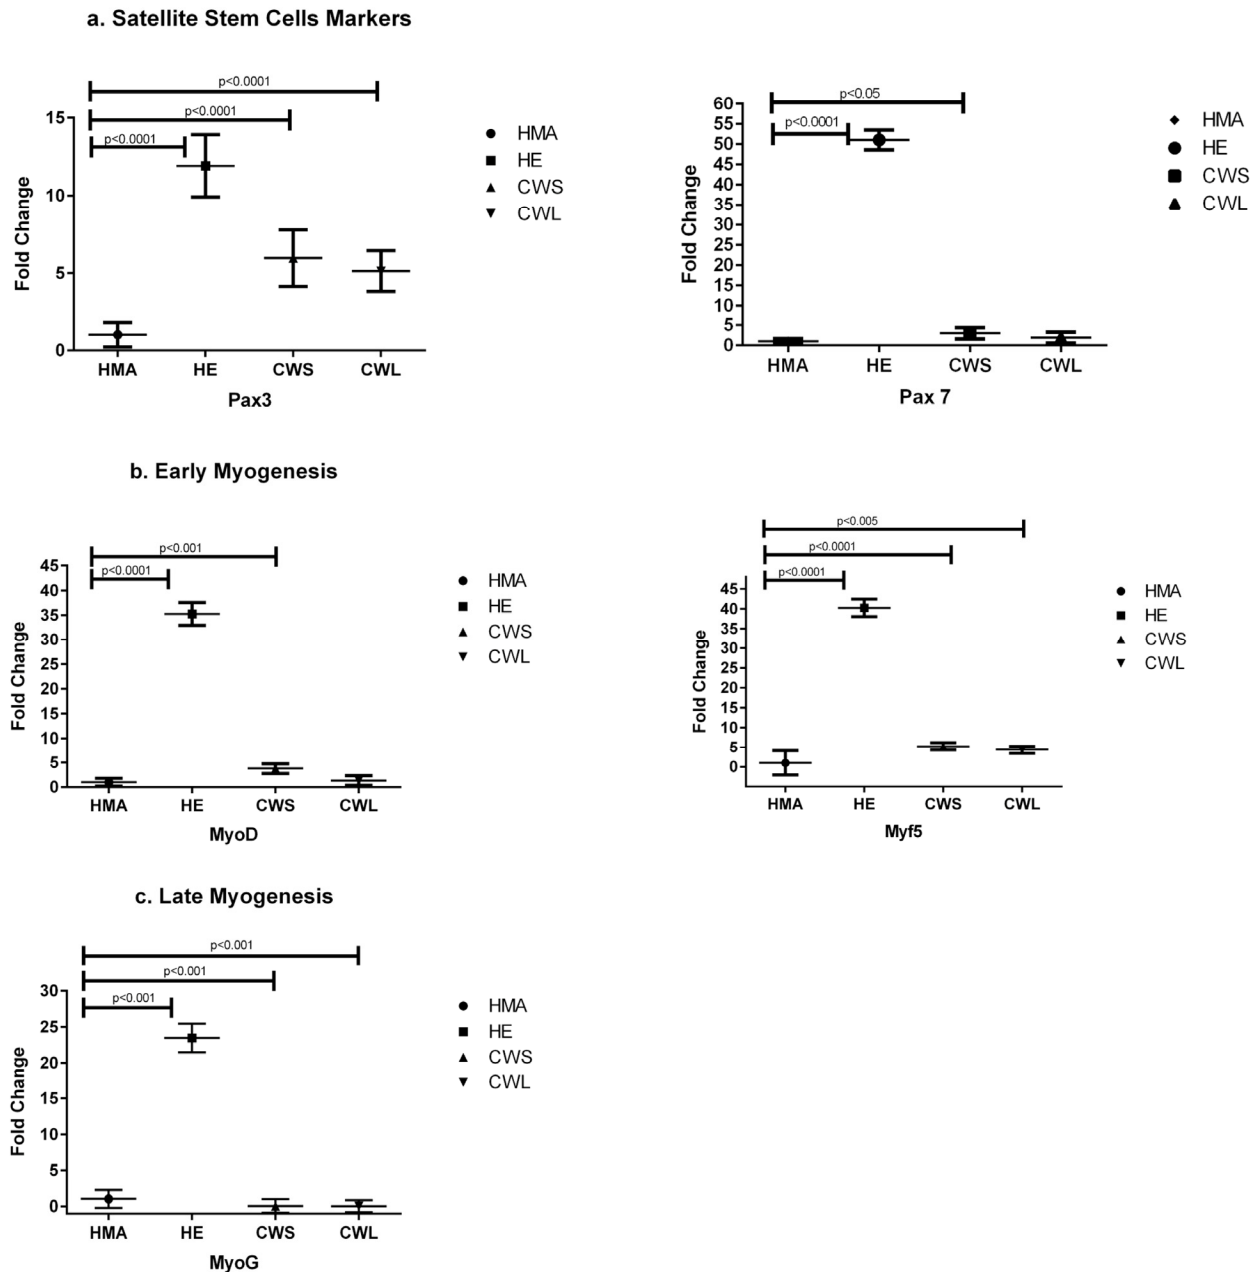 a. Satellite Stem Cells Markers
p<0.0001
p<0.0001
p<0.0001
15
10
5
0
Fold Change
HMA
HE
CWS
CWL
Pax3
HMA
HE
CWS
CWL
p<0.05
p<0.0001
60
55
50
45
40
35
30
25
20
15
10
5
0
Fold Change
HMA
HE
CWS
CWL
Pax 7
HMA
HE
CWS
CWL
b. Early Myogenesis
p<0.001
p<0.0001
45
40
35
30
25
20
15
10
5
0
Fold Change
HMA
HE
CWS
CWL
MyoD
HMA
HE
CWS
CWL
p<0.005
p<0.0001
p<0.0001
45
40
35
30
25
20
15
10
5
0
Fold Change
HMA
HE
CWS
CWL
Myf5
HMA
HE
CWS
CWL
c. Late Myogenesis
p<0.001
p<0.001
p<0.001
30
25
20
15
10
5
0
Fold Change
HMA
HE
CWS
CWL
MyoG
HMA
HE
CWS
CWL